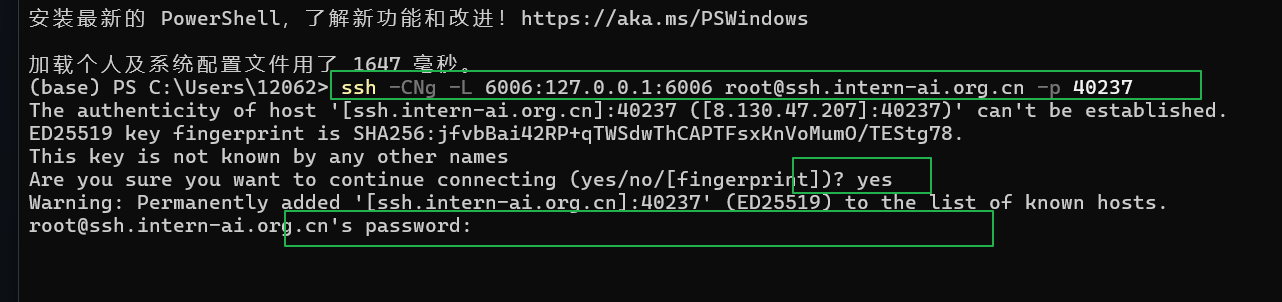 安装最新的 PowerShell，了解新功能和改进！https://aka.ms/PSWindows
加载个人及系统配置文件用了 1647 毫秒。
(base) PS C:\Users\12062> ssh -CNg -L 6006:127.0.0.1:6006 root@ssh.intern-ai.org.cn -p 40237
The authenticity of host '[ssh.intern-ai.org.cn]:40237 ([8.130.47.207]:40237)' can't be established.
ED25519 key fingerprint is SHA256:jfvbBai42RP+qTWSdwThCAPTFsxKnVoMumO/TEStg78.
This key is not known by any other names
Are you sure you want to continue connecting (yes/no/[fingerprint])? yes
Warning: Permanently added '[ssh.intern-ai.org.cn]:40237' (ED25519) to the list of known hosts.
root@ssh.intern-ai.org.cn's password: